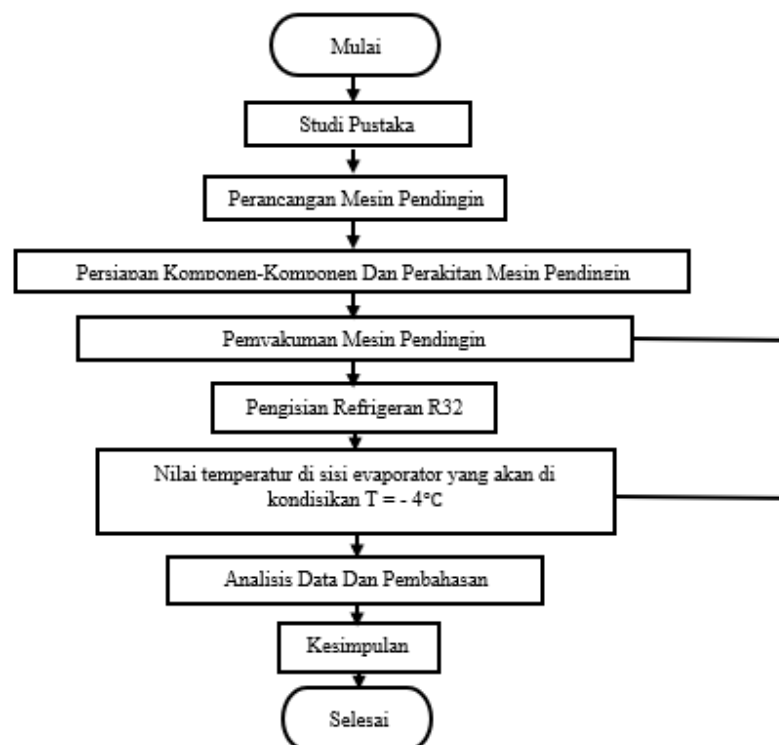 Mulai
Studi Pustaka
Perancangan Mesin Pendingin
Persiapan Komponen-Komponen Dan Perakitan Mesin Pendingin
Pemvakuman Mesin Pendingin
Pengisian Refrigeran R32
Nilai temperatur di sisi evaporator yang akan di
kondisikan T = - 4°C
Analisis Data Dan Pembahasan
Kesimpulan
Selesai